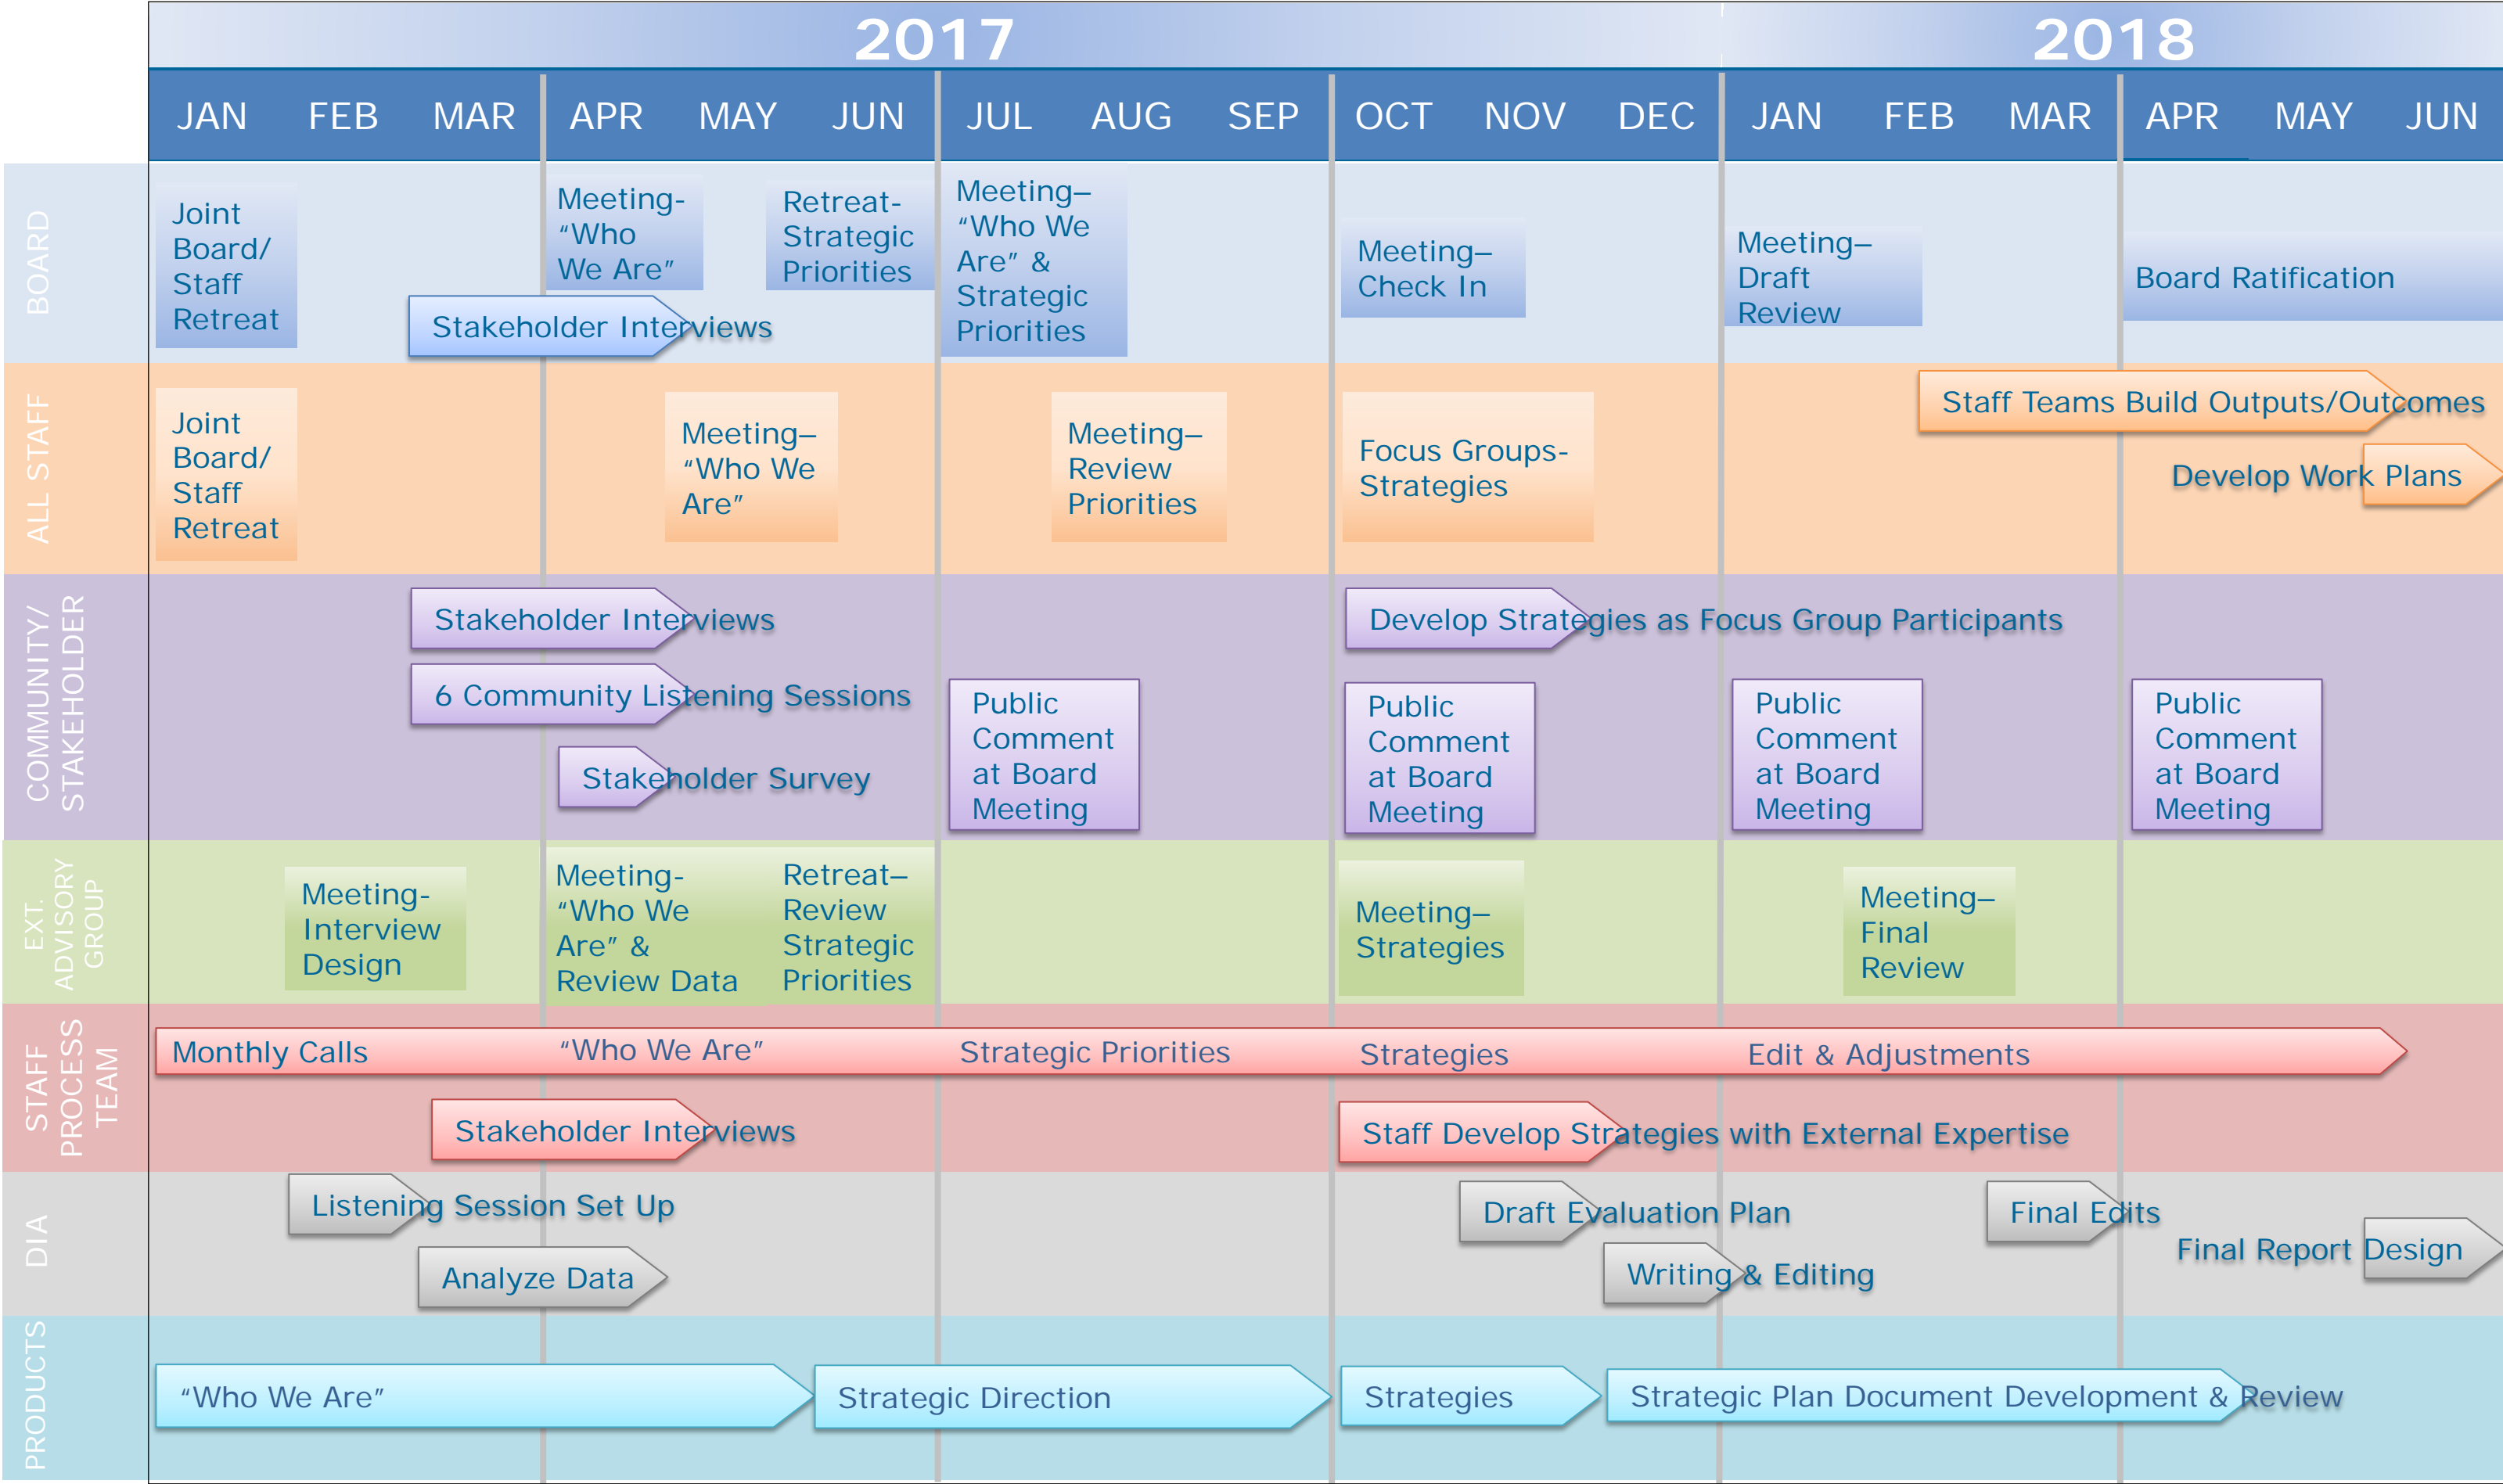 2017
2018
JAN FEB MAR APR MAY JUN JUL AUG SEP OCT NOV DEC JAN FEB MAR APR MAY JUN
BOARD
Joint
Board/
Staff
Retreat
Meeting-
“Who
We Are”
Retreat-
Strategic
Priorities
Meeting–
“Who We
Are” &
Strategic
Priorities
Meeting–
Check In
Meeting–
Draft
Review
Board Ratification
Stakeholder Interviews
ALL STAFF
Joint
Board/
Staff
Retreat
Meeting–
“Who We
Are”
Meeting–
Review
Priorities
Focus Groups-
Strategies
Staff Teams Build Outputs/Outcomes
Develop Work Plans
COMMUNITY/
STAKEHOLDER
Stakeholder Interviews
Develop Strategies as Focus Group Participants
6 Community Listening Sessions
Stakeholder Survey
Public
Comment
at Board
Meeting
Public
Comment
at Board
Meeting
Public
Comment
at Board
Meeting
Public
Comment
at Board
Meeting
EXT.
ADVISORY
GROUP
Meeting-
Interview
Design
Meeting-
“Who We
Are” &
Review Data
Retreat–
Review
Strategic
Priorities
Meeting–
Strategies
Meeting–
Final
Review
STAFF
PROCESS
TEAM
Monthly Calls
“Who We Are”
Strategic Priorities
Strategies
Edit & Adjustments
Stakeholder Interviews
Staff Develop Strategies with External Expertise
DIA
Listening Session Set Up
Analyze Data
Draft Evaluation Plan
Writing & Editing
Final Edits
Final Report Design
PRODUCTS
“Who We Are”
Strategic Direction
Strategies
Strategic Plan Document Development & Review